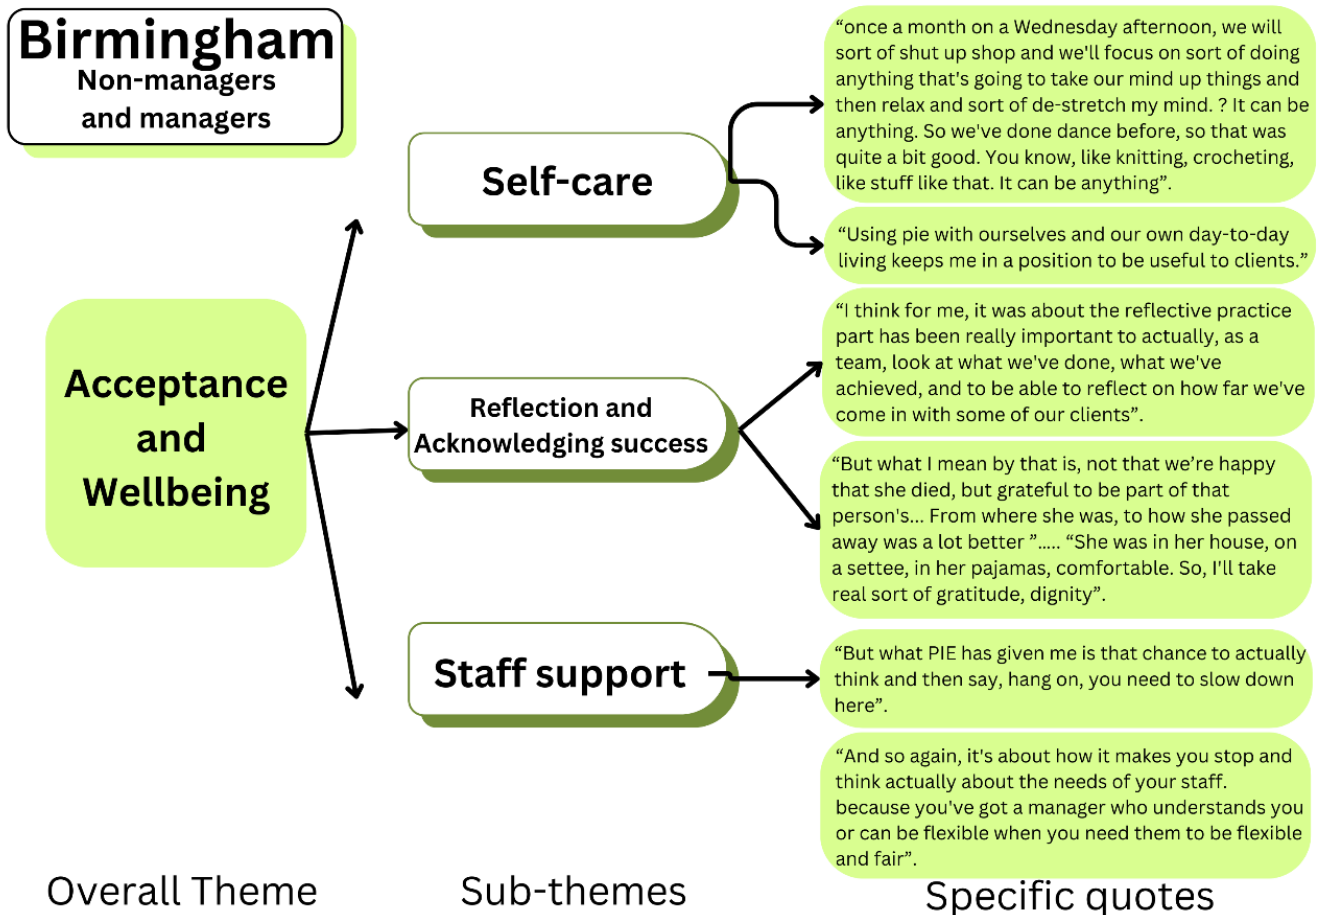 Birmingham
Non-managers
and managers
Acceptance
and
Wellbeing
Self-care
“once a month on a Wednesday afternoon, we will
sort of shut up shop and we'll focus on sort of doing
anything that's going to take our mind up things and
then relax and sort of de-stretch my mind. ? It can be
anything. So we've done dance before, so that was
quite a bit good. You know, like knitting, crocheting,
like stuff like that. It can be anything”.
“Using pie with ourselves and our own day-to-day
living keeps me in a position to be useful to clients.”
Reflection and
Acknowledging success
“I think for me, it was about the reflective practice
part has been really important to actually, as a
team, look at what we've done, what we've
achieved, and to be able to reflect on how far we've
come in with some of our clients”.
“But what I mean by that is, not that we’re happy
that she died, but grateful to be part of that
person's... From where she was, to how she passed
away was a lot better ”..... “She was in her house, on
a settee, in her pajamas, comfortable. So, I'll take
real sort of gratitude, dignity”.
Staff support
“But what PIE has given me is that chance to actually
think and then say, hang on, you need to slow down
here”.
“And so again, it's about how it makes you stop and
think actually about the needs of your staff.
because you've got a manager who understands you
or can be flexible when you need them to be flexible
and fair”.
Overall Theme
Sub-themes
Specific quotes